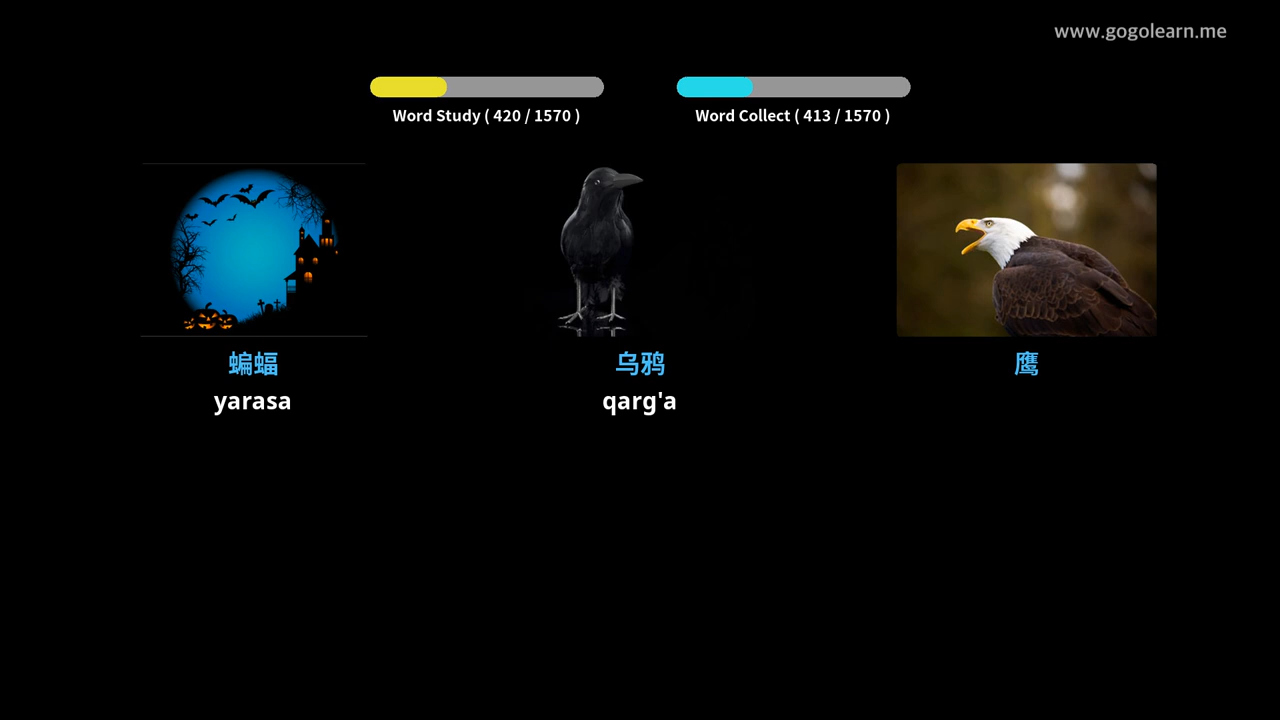 www.gogolearn.me
Word Study ( 420 / 1570 )
Word Collect ( 413 / 1570 )
蝙蝠
乌鸦
鹰
yarasa
qarg'a